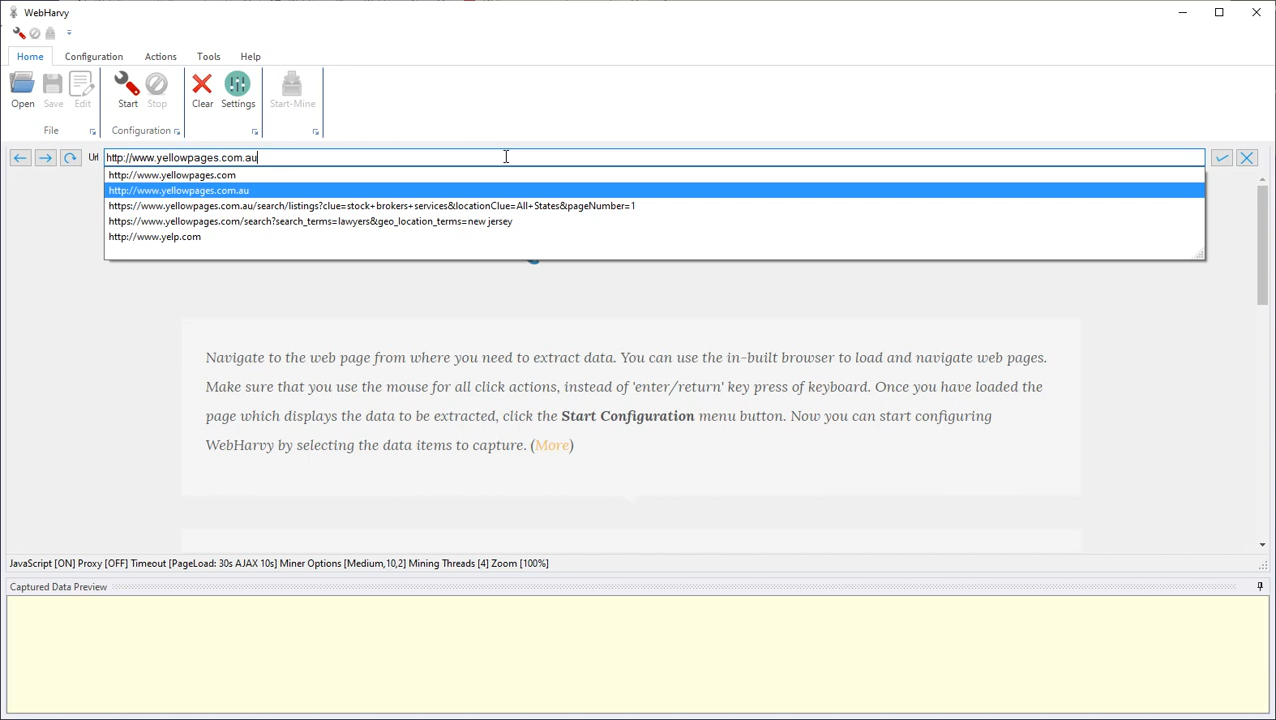 WebHarvy
Home Configuration Actions Tools Help
Open Save Edit Start Stop Clear Settings Start-Mine
File Configuration
Url http://www.yellowpages.com.au
http://www.yellowpages.com
http://www.yellowpages.com.au
https://www.yellowpages.com.au/search/listings?clue=stock+brokers+services&locationClue=All+States&pageNumber=1
https://www.yellowpages.com/search?search_terms=lawyers&geo_location_terms=new jersey
http://www.yelp.com
Navigate to the web page from where you need to extract data. You can use the in-built browser to load and navigate web pages.
Make sure that you use the mouse for all click actions, instead of 'enter/return' key press of keyboard. Once you have loaded the
page which displays the data to be extracted, click the Start Configuration menu button. Now you can start configuring
WebHarvy by selecting the data items to capture. (More)
JavaScript [ON] Proxy [OFF] Timeout [PageLoad: 30s AJAX 10s] Miner Options [Medium,10,2] Mining Threads [4] Zoom [100%]
Captured Data Preview